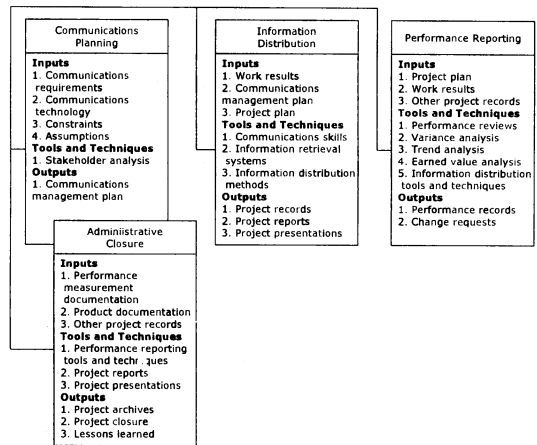 Communications
Planning
Inputs
1. Communications
requirements
2. Communications
technology
3. Constraints
4. Assumptions
Tools and Techniques
1. Stakeholder analysis
Outputs
1. Communications
management plan
Information
Distribution
Inputs
1. Work results
2. Communications
management plan
3. Project plan
Tools and Techniques
1. Communications skills
2. Information retrieval
systems
3. Information distribution
methods
Outputs
1. Project records
2. Project reports
3. Project presentations
Performance Reporting
Inputs
1. Project plan
2. Work results
3. Other project records
Tools and Techniques
1. Performance reviews
2. Variance analysis
3. Trend analysis
4. Earned value analysis
5. Information distribution
tools and techniques
Outputs
1. Performance records
2. Change requests
Adminiistrative
Closure
Inputs
1. Performance
measurement
documentation
2. Product documentation
3. Other project records
Tools and Techniques
1. Performance reporting
tools and techniques
2. Project reports
3. Project presentations
Outputs
1. Project archives
2. Project closure
3. Lessons learned